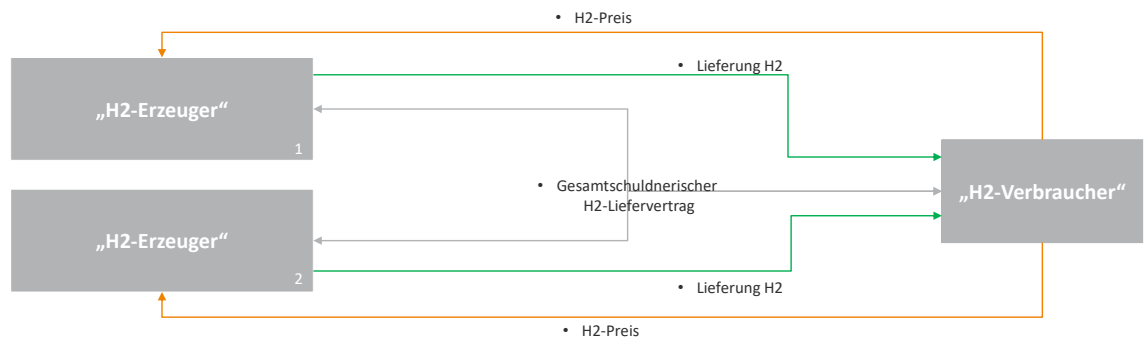 • H2-Preis
• Lieferung H2
„H2-Erzeuger“
1
• Gesamtschuldnerischer
H2-Liefervertrag
„H2-Verbraucher“
„H2-Erzeuger“
2
• Lieferung H2
• H2-Preis